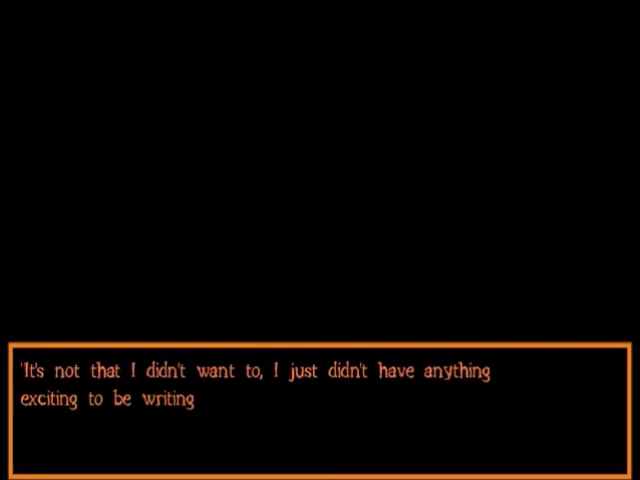 'It's not that I didn't want to, I just didn't have anything
exciting to be writing